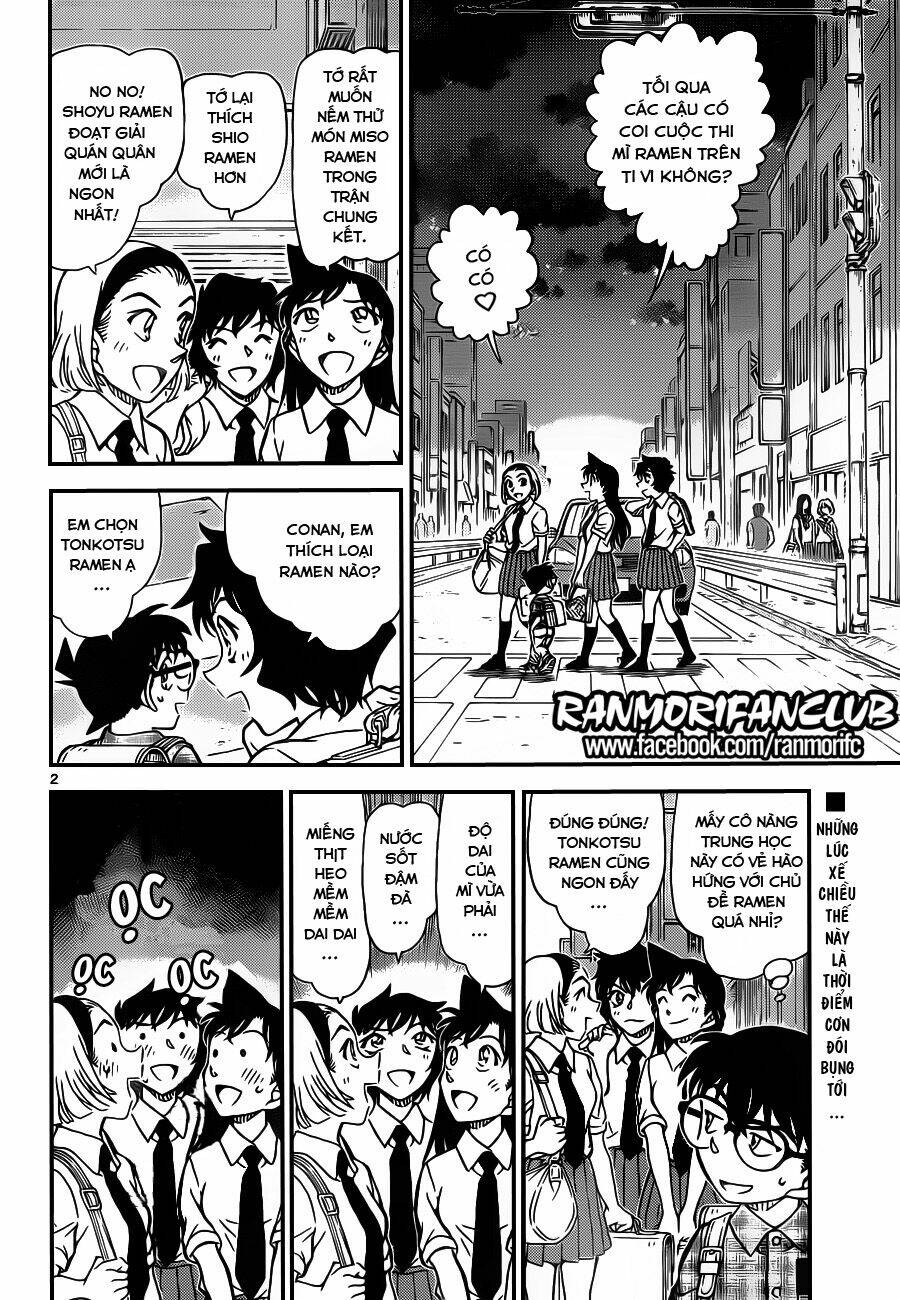 TỐI QUA
CÁC CẬU CÓ
COI CUỘC THI
MÌ RAMEN TRÊN
TI VI KHÔNG?
CÓ
CÓ
♡
TỚ RẤT
MUỐN
NẾM THỬ
MÓN MISO
RAMEN
TRONG
TRẬN
CHUNG
KẾT.
TỚ LẠI
THÍCH
SHIO
RAMEN
HƠN
NO NO!
SHOYU RAMEN
ĐOẠT GIẢI
QUÁN QUÂN
MỚI LÀ
NGON
NHẤT!
CONAN, EM
THÍCH LOẠI
RAMEN NÀO?
EM CHỌN
TONKOTSU
RAMEN Ạ
...
RANMORIFANCLUB
www.facebook.com/ranmorifc
2
NHỮNG
LÚC
XẾ
CHIỀU
THẾ
NÀY
LÀ
THỜI
ĐIỂM
CƠN
ĐÓI
BỤNG
TỚI
...
MẤY CÔ NÀNG
TRUNG HỌC
NÀY CÓ VẺ HÀO
HỨNG VỚI CHỦ
ĐỀ RAMEN
QUÁ NHỈ?
ĐÚNG ĐÚNG!
TONKOTSU
RAMEN CŨNG
NGON ĐẤY
...
ĐỘ
DAI
CỦA
MÌ VỪA
PHẢI
...
NƯỚC
SỐT
ĐẬM
ĐÀ
...
MIẾNG
THỊT
HEO
MỀM
MỀM
DAI DAI
...
ỌC
ỌC
ỌC